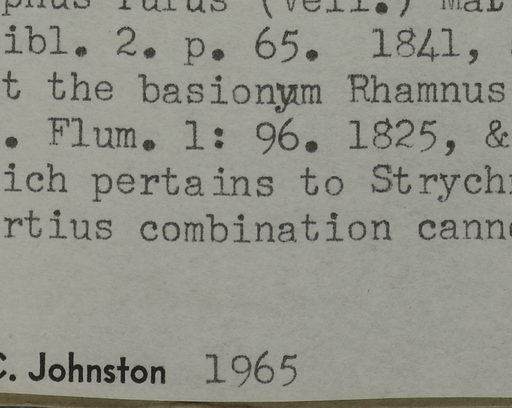 (Vell.)
ibl. 2. p. 65. 1841,
t the basionym Rhamnus
. Flum. 1: 96. 1825, &
ich pertains to Strych
rtius combination cann
C. Johnston 1965